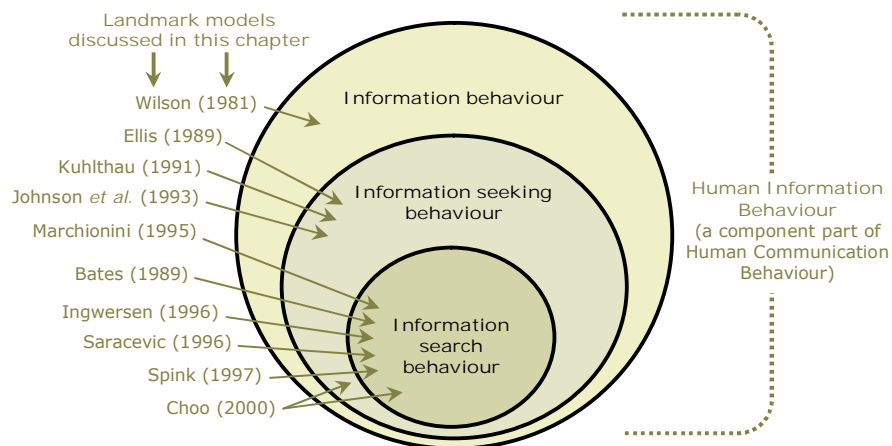 Landmark models
discussed in this chapter
Wilson (1981)
Ellis (1989)
Kuhlthau (1991)
Johnson et al. (1993)
Marchionini (1995)
Bates (1989)
Ingwersen (1996)
Saracevic (1996)
Spink (1997)
Choo (2000)
Information behaviour
Information seeking
behaviour
Information
search
behaviour
Human Information
Behaviour
(a component part of
Human Communication
Behaviour)